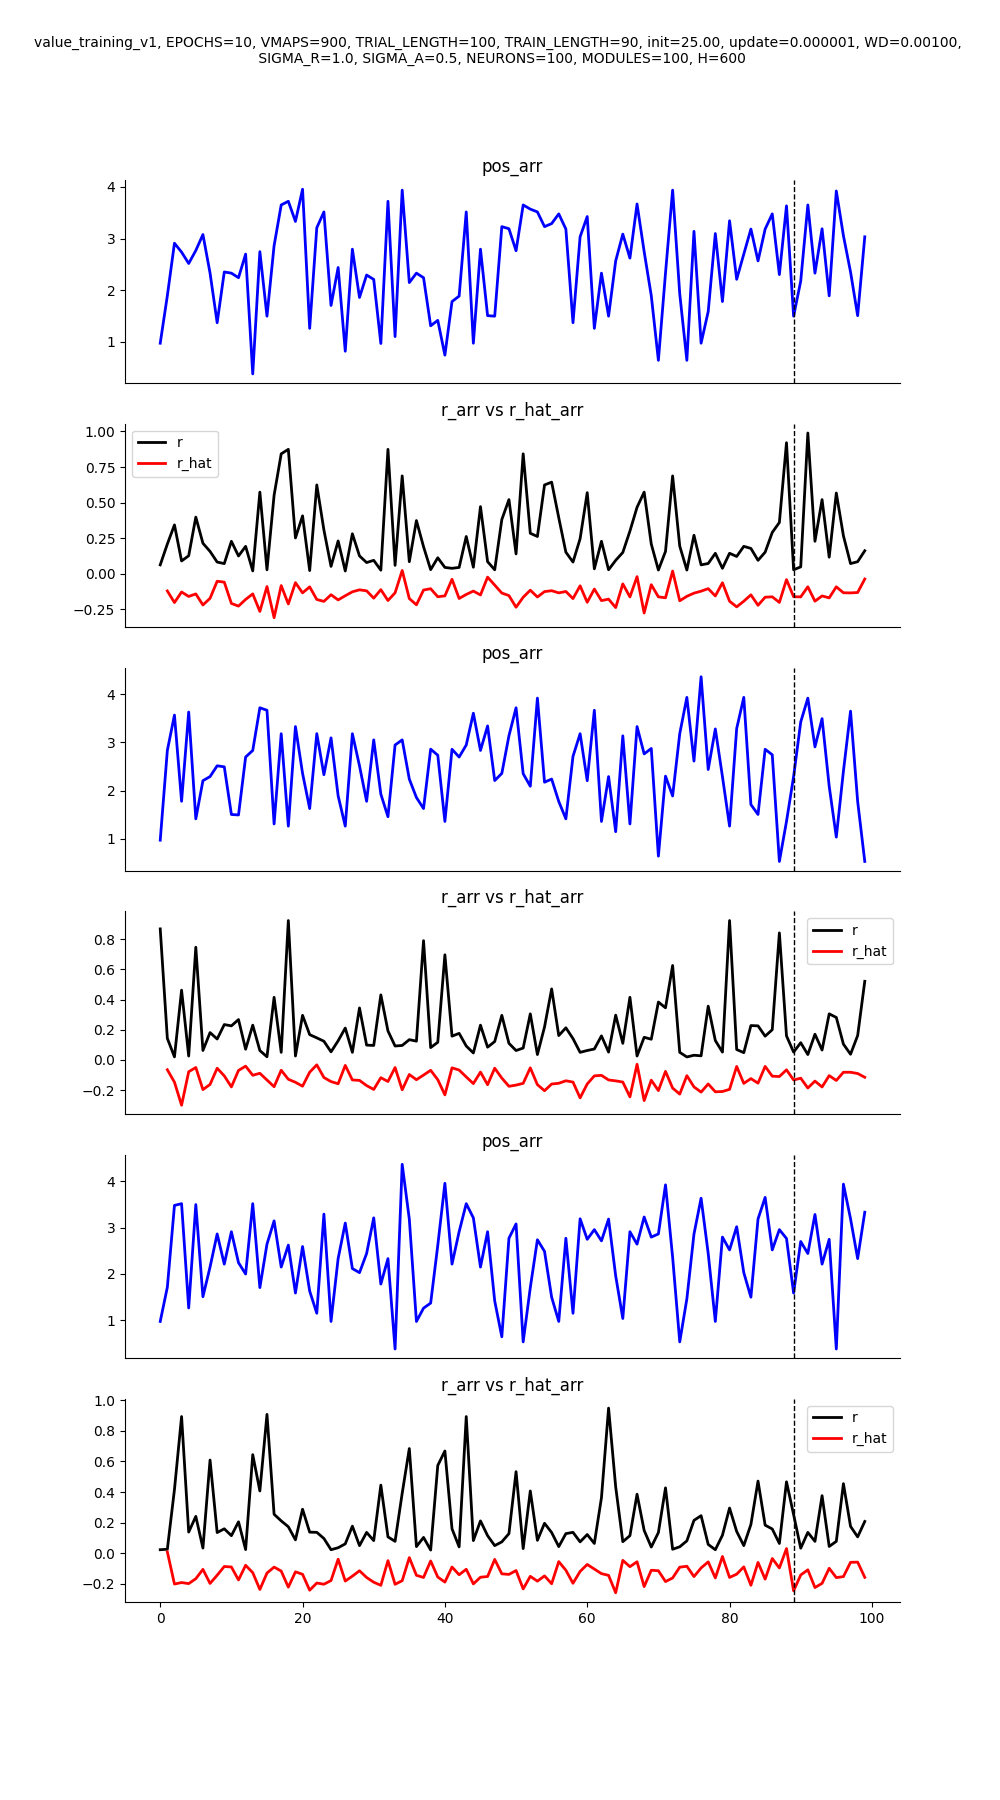 value_training_v1, EPOCHS=10, VMAPS=900, TRIAL_LENGTH=100, TRAIN_LENGTH=90, init=25.00, update=0.000001, WD=0.00100,
SIGMA_R=1.0, SIGMA_A=0.5, NEURONS=100, MODULES=100, H=600
pos_arr
4
3
2
1
r_arr vs r_hat_arr
1.00
0.75
0.50
0.25
0.00
−0.25
r
r_hat
pos_arr
4
3
2
1
r_arr vs r_hat_arr
0.8
0.6
0.4
0.2
0.0
−0.2
r
r_hat
pos_arr
4
3
2
1
r_arr vs r_hat_arr
1.0
0.8
0.6
0.4
0.2
0.0
−0.2
r
r_hat
0 20 40 60 80 100